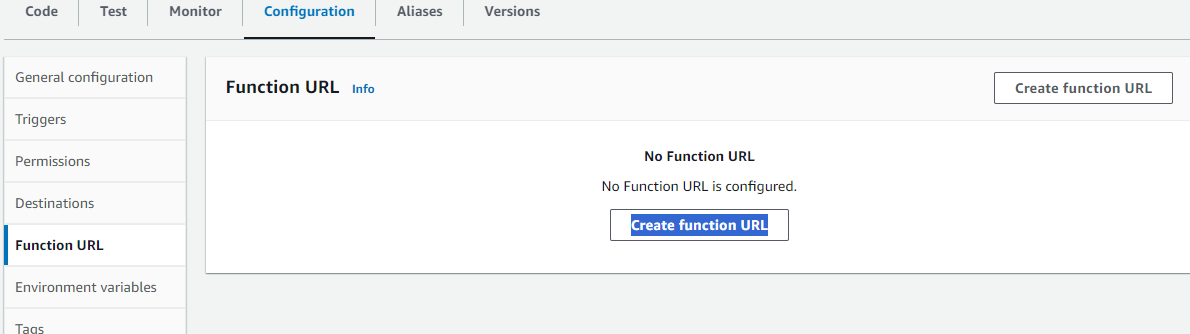 Code Test Monitor Configuration Aliases Versions
General configuration
Triggers
Permissions
Destinations
Function URL
Environment variables
Tags
Function URL Info
Create function URL
No Function URL
No Function URL is configured.
Create function URL